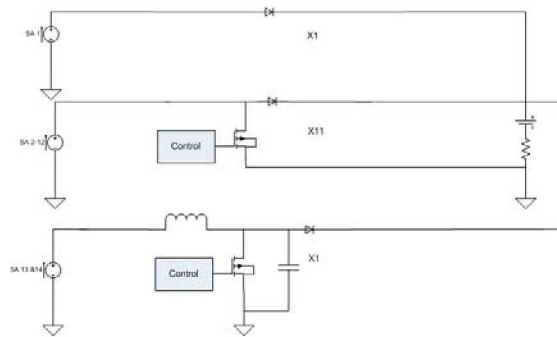 SA 1
X1
SA 2-12
Control
X11
SA 13 &14
Control
X1